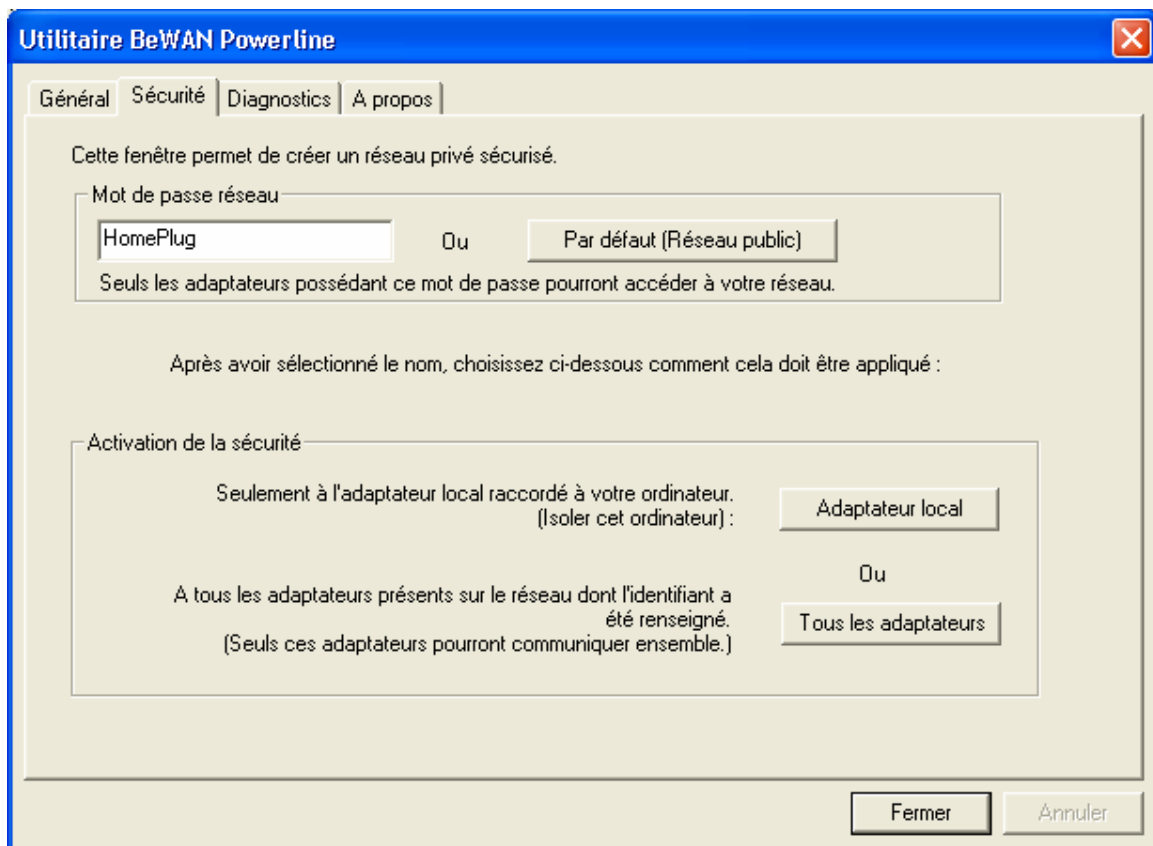 Utilitaire BeWAN Powerline
Général Sécurité Diagnostics A propos
Cette fenêtre permet de créer un réseau privé sécurisé.
Mot de passe réseau
HomePlug Ou Par défaut (Réseau public)
Seuls les adaptateurs possédant ce mot de passe pourront accéder à votre réseau.
Après avoir sélectionné le nom, choisissez ci-dessous comment cela doit être appliqué :
Activation de la sécurité
Seulement à l'adaptateur local raccordé à votre ordinateur.
(Isoler cet ordinateur) :
Adaptateur local
Ou
A tous les adaptateurs présents sur le réseau dont l'identifiant a
été renseigné.
(Seuls ces adaptateurs pourront communiquer ensemble.)
Tous les adaptateurs
Fermer Annuler